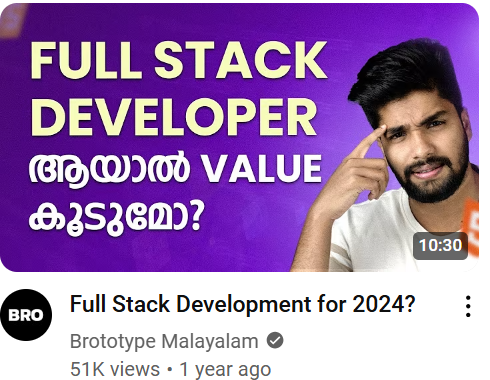 FULL STACK
DEVELOPER
ആയാൽ VALUE
കൂടുമോ?
10:30
BRO
Full Stack Development for 2024?
Brototype Malayalam
51K views • 1 year ago